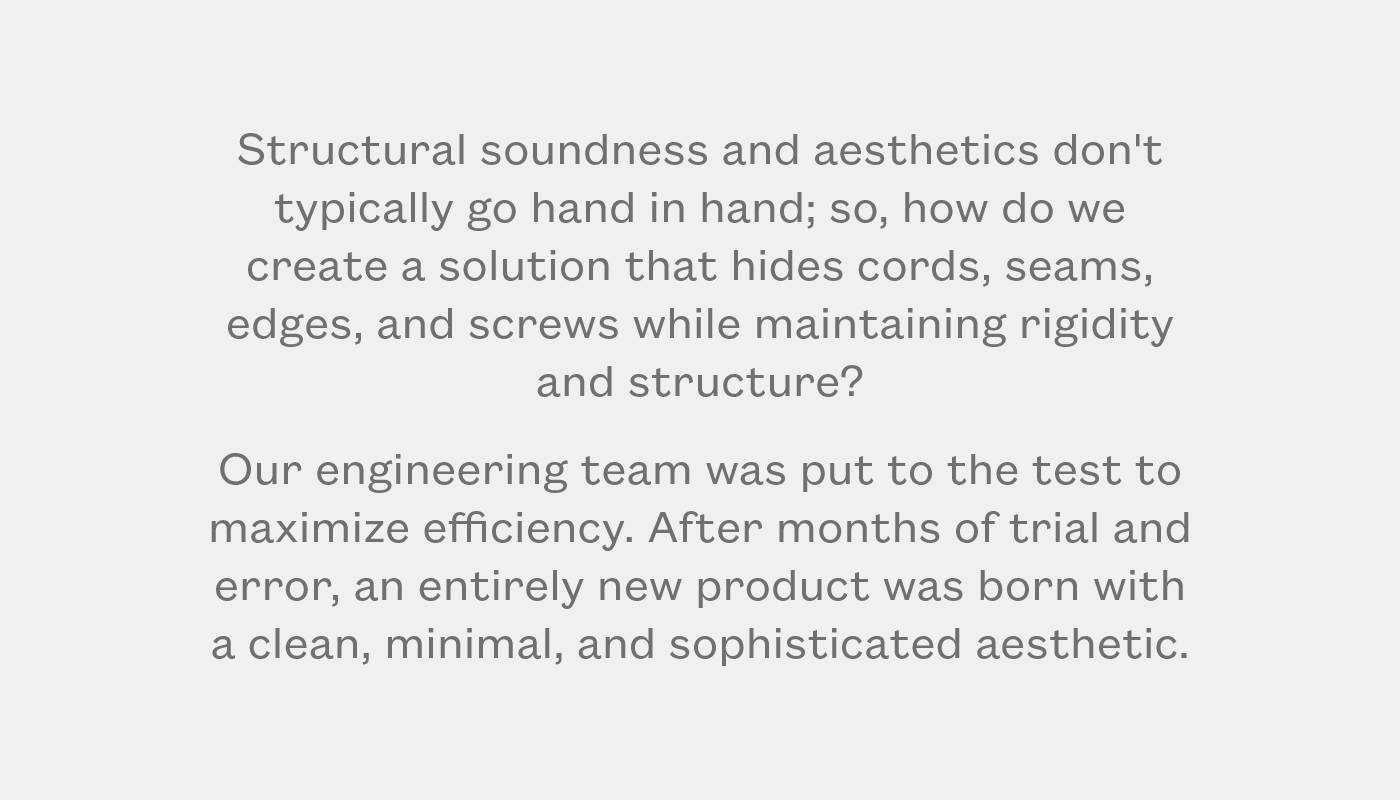 Structural soundness and aesthetics don't
typically go hand in hand; so, how do we
create a solution that hides cords, seams,
edges, and screws while maintaining rigidity
and structure?
Our engineering team was put to the test to
maximize efficiency. After months of trial and
error, an entirely new product was born with
a clean, minimal, and sophisticated aesthetic.